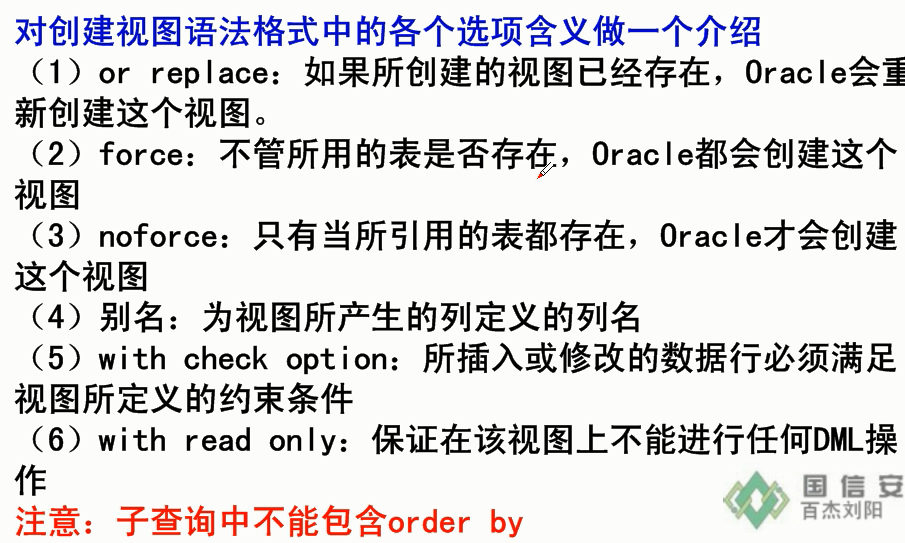 对创建视图语法格式中的各个选项含义做一个介绍
（1）or replace：如果所创建的视图已经存在，Oracle会重
新创建这个视图。
（2）force：不管所用的表是否存在，Oracle都会创建这个
视图
（3）noforce：只有当所引用的表都存在，Oracle才会创建
这个视图
（4）别名：为视图所产生的列定义的列名
（5）with check option：所插入或修改的数据行必须满足
视图所定义的约束条件
（6）with read only：保证在该视图上不能进行任何DML操
作
注意：子查询中不能包含order by
国信安
百杰刘阳